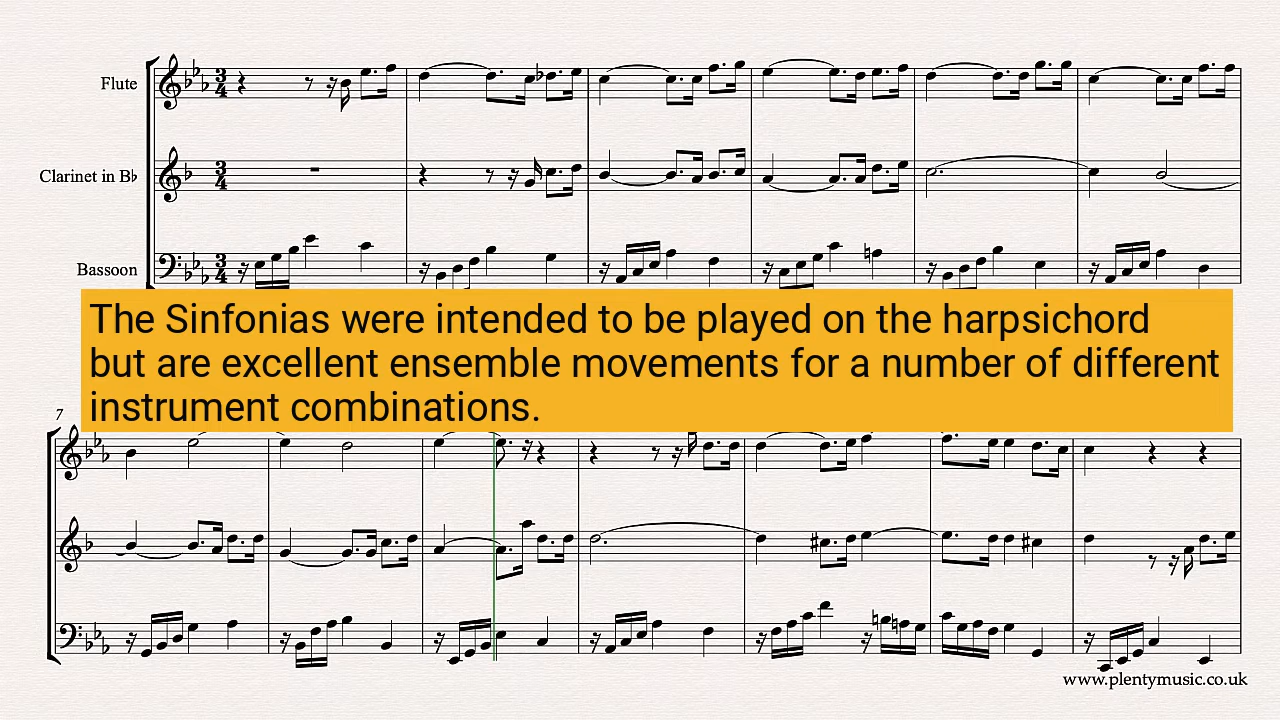 Flute
Clarinet in B♭
Bassoon
The Sinfonias were intended to be played on the harpsichord
but are excellent ensemble movements for a number of different
instrument combinations.
7
www.plentymusic.co.uk